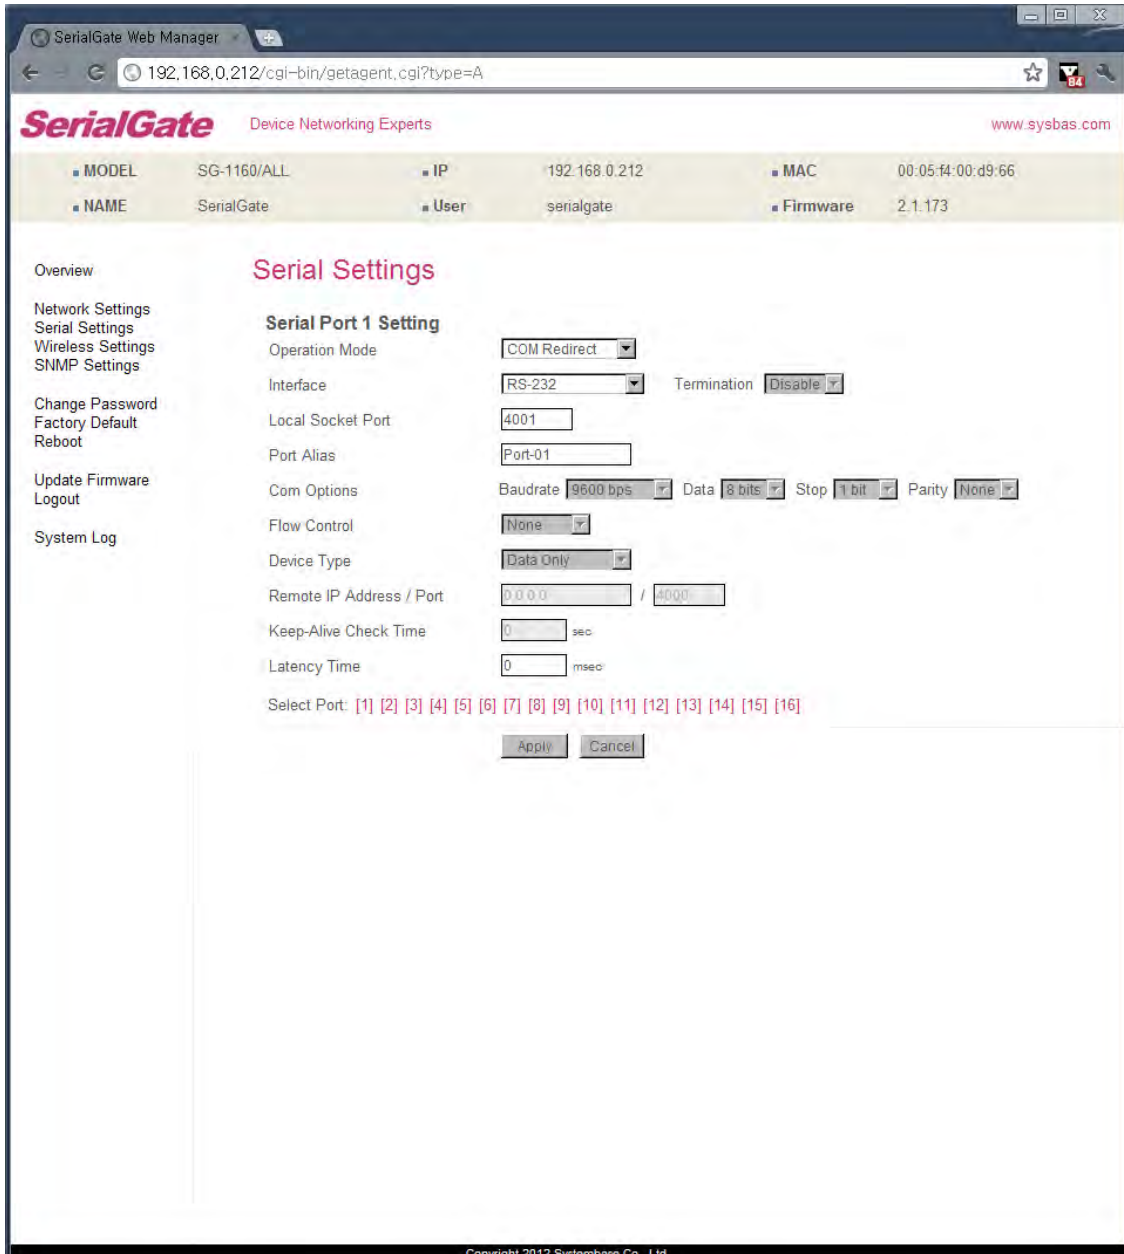 SerialGate Web Manager
192.168.0.212/cgi-bin/getagent.cgi?type=A
84
SerialGate Device Networking Experts www.sysbas.com
MODEL SG-1160/ALL IP 192.168.0.212 MAC 00:05:f4:00:d9:66
NAME SerialGate User serialgate Firmware 2.1.173
Overview
Network Settings
Serial Settings
Wireless Settings
SNMP Settings
Change Password
Factory Default
Reboot
Update Firmware
Logout
System Log
Serial Settings
Serial Port 1 Setting
Operation Mode COM Redirect
Interface RS-232 Termination Disable
Local Socket Port 4001
Port Alias Port-01
Com Options Baudrate 9600 bps Data 8 bits Stop 1 bit Parity None
Flow Control None
Device Type Data Only
Remote IP Address / Port 0.0.0.0 / 4000
Keep-Alive Check Time 0 sec
Latency Time 0 msec
Select Port: [1] [2] [3] [4] [5] [6] [7] [8] [9] [10] [11] [12] [13] [14] [15] [16]
Apply Cancel
Copyright 2012 Systembase Co., Ltd.